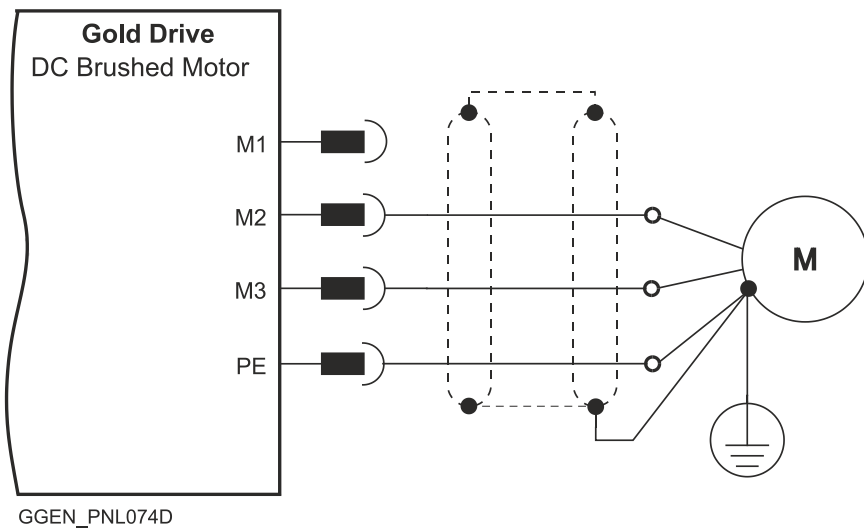 Gold Drive
DC Brushed Motor
M1
M2
M3
PE
M
GGEN_PNL074D